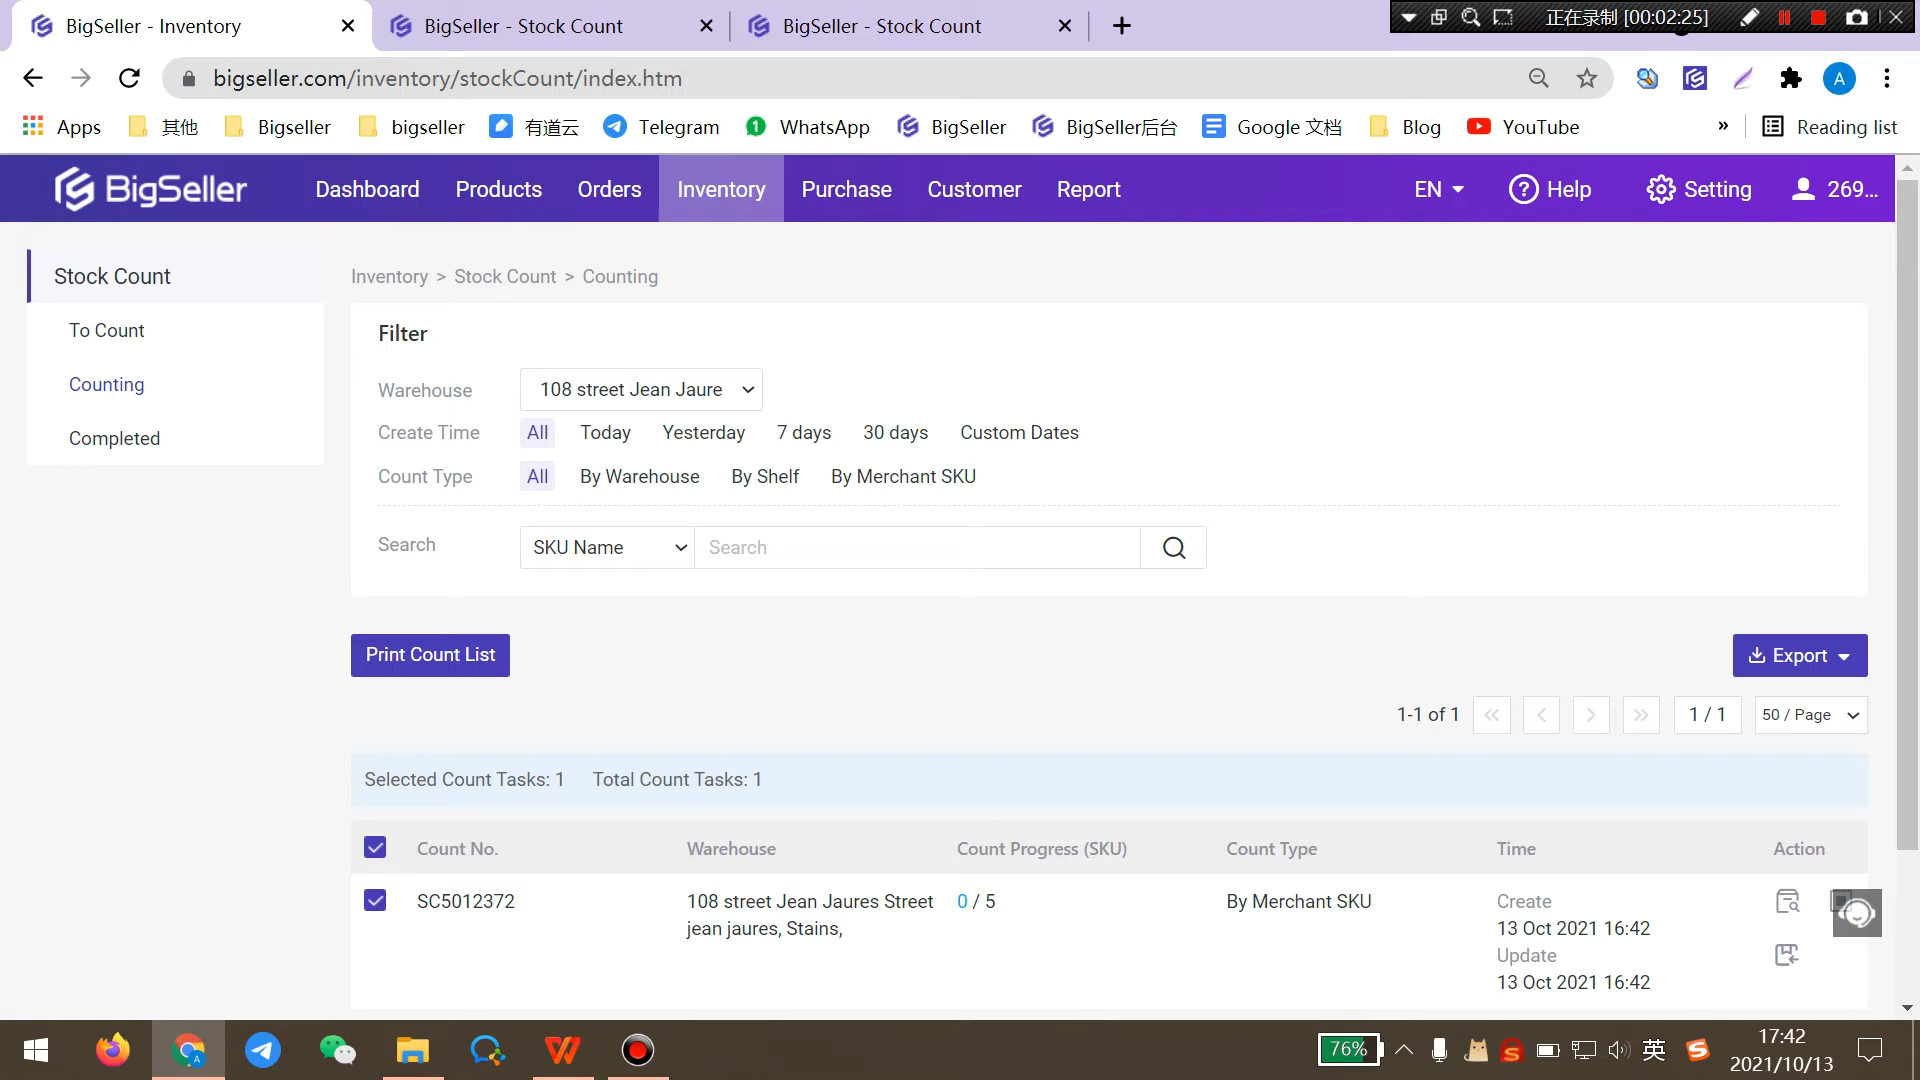 BigSeller - Inventory
BigSeller - Stock Count
BigSeller - Stock Count
正在录制 [00:02:25]
bigseller.com/inventory/stockCount/index.htm
A
Apps
其他
Bigseller
bigseller
有道云
Telegram
1
WhatsApp
BigSeller
BigSeller后台
Google 文档
Blog
YouTube
»
Reading list
BigSeller
Dashboard
Products
Orders
Inventory
Purchase
Customer
Report
EN
? Help
Setting
269...
Stock Count
To Count
Counting
Completed
Inventory > Stock Count > Counting
Filter
Warehouse
108 street Jean Jaure
Create Time
All
Today
Yesterday
7 days
30 days
Custom Dates
Count Type
All
By Warehouse
By Shelf
By Merchant SKU
Search
SKU Name
Search
Print Count List
Export
1-1 of 1
1 / 1
50 / Page
Selected Count Tasks: 1
Total Count Tasks: 1
Count No.
Warehouse
Count Progress (SKU)
Count Type
Time
Action
SC5012372
108 street Jean Jaures Street
jean jaures, Stains,
0 / 5
By Merchant SKU
Create
13 Oct 2021 16:42
Update
13 Oct 2021 16:42
A
76%
S
英
S
17:42
2021/10/13